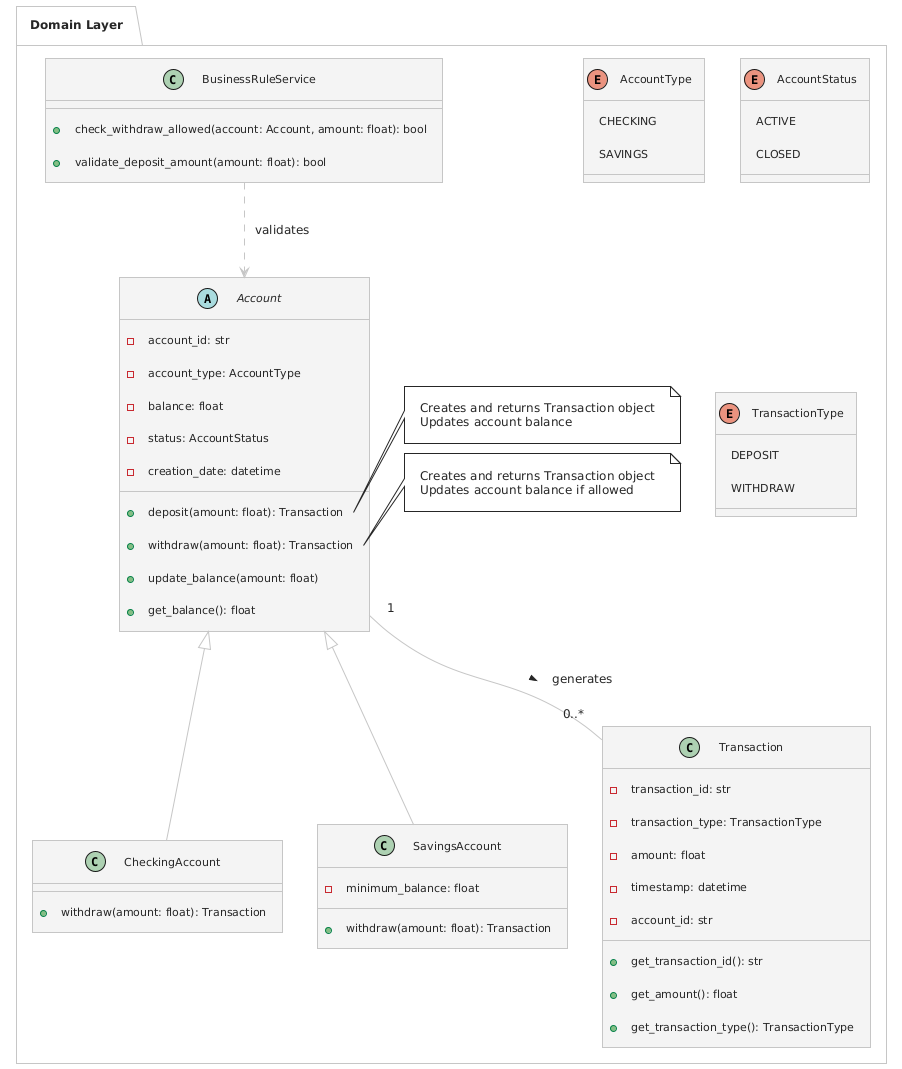 Domain Layer
C BusinessRuleService
check_withdraw_allowed(account: Account, amount: float): bool
validate_deposit_amount(amount: float): bool
E AccountType
CHECKING
SAVINGS
E AccountStatus
ACTIVE
CLOSED
validates
A Account
account_id: str
account_type: AccountType
balance: float
status: AccountStatus
creation_date: datetime
deposit(amount: float): Transaction
withdraw(amount: float): Transaction
update_balance(amount: float)
get_balance(): float
Creates and returns Transaction object
Updates account balance
Creates and returns Transaction object
Updates account balance if allowed
E TransactionType
DEPOSIT
WITHDRAW
1
generates
0..*
C CheckingAccount
withdraw(amount: float): Transaction
C SavingsAccount
minimum_balance: float
withdraw(amount: float): Transaction
C Transaction
transaction_id: str
transaction_type: TransactionType
amount: float
timestamp: datetime
account_id: str
get_transaction_id(): str
get_amount(): float
get_transaction_type(): TransactionType